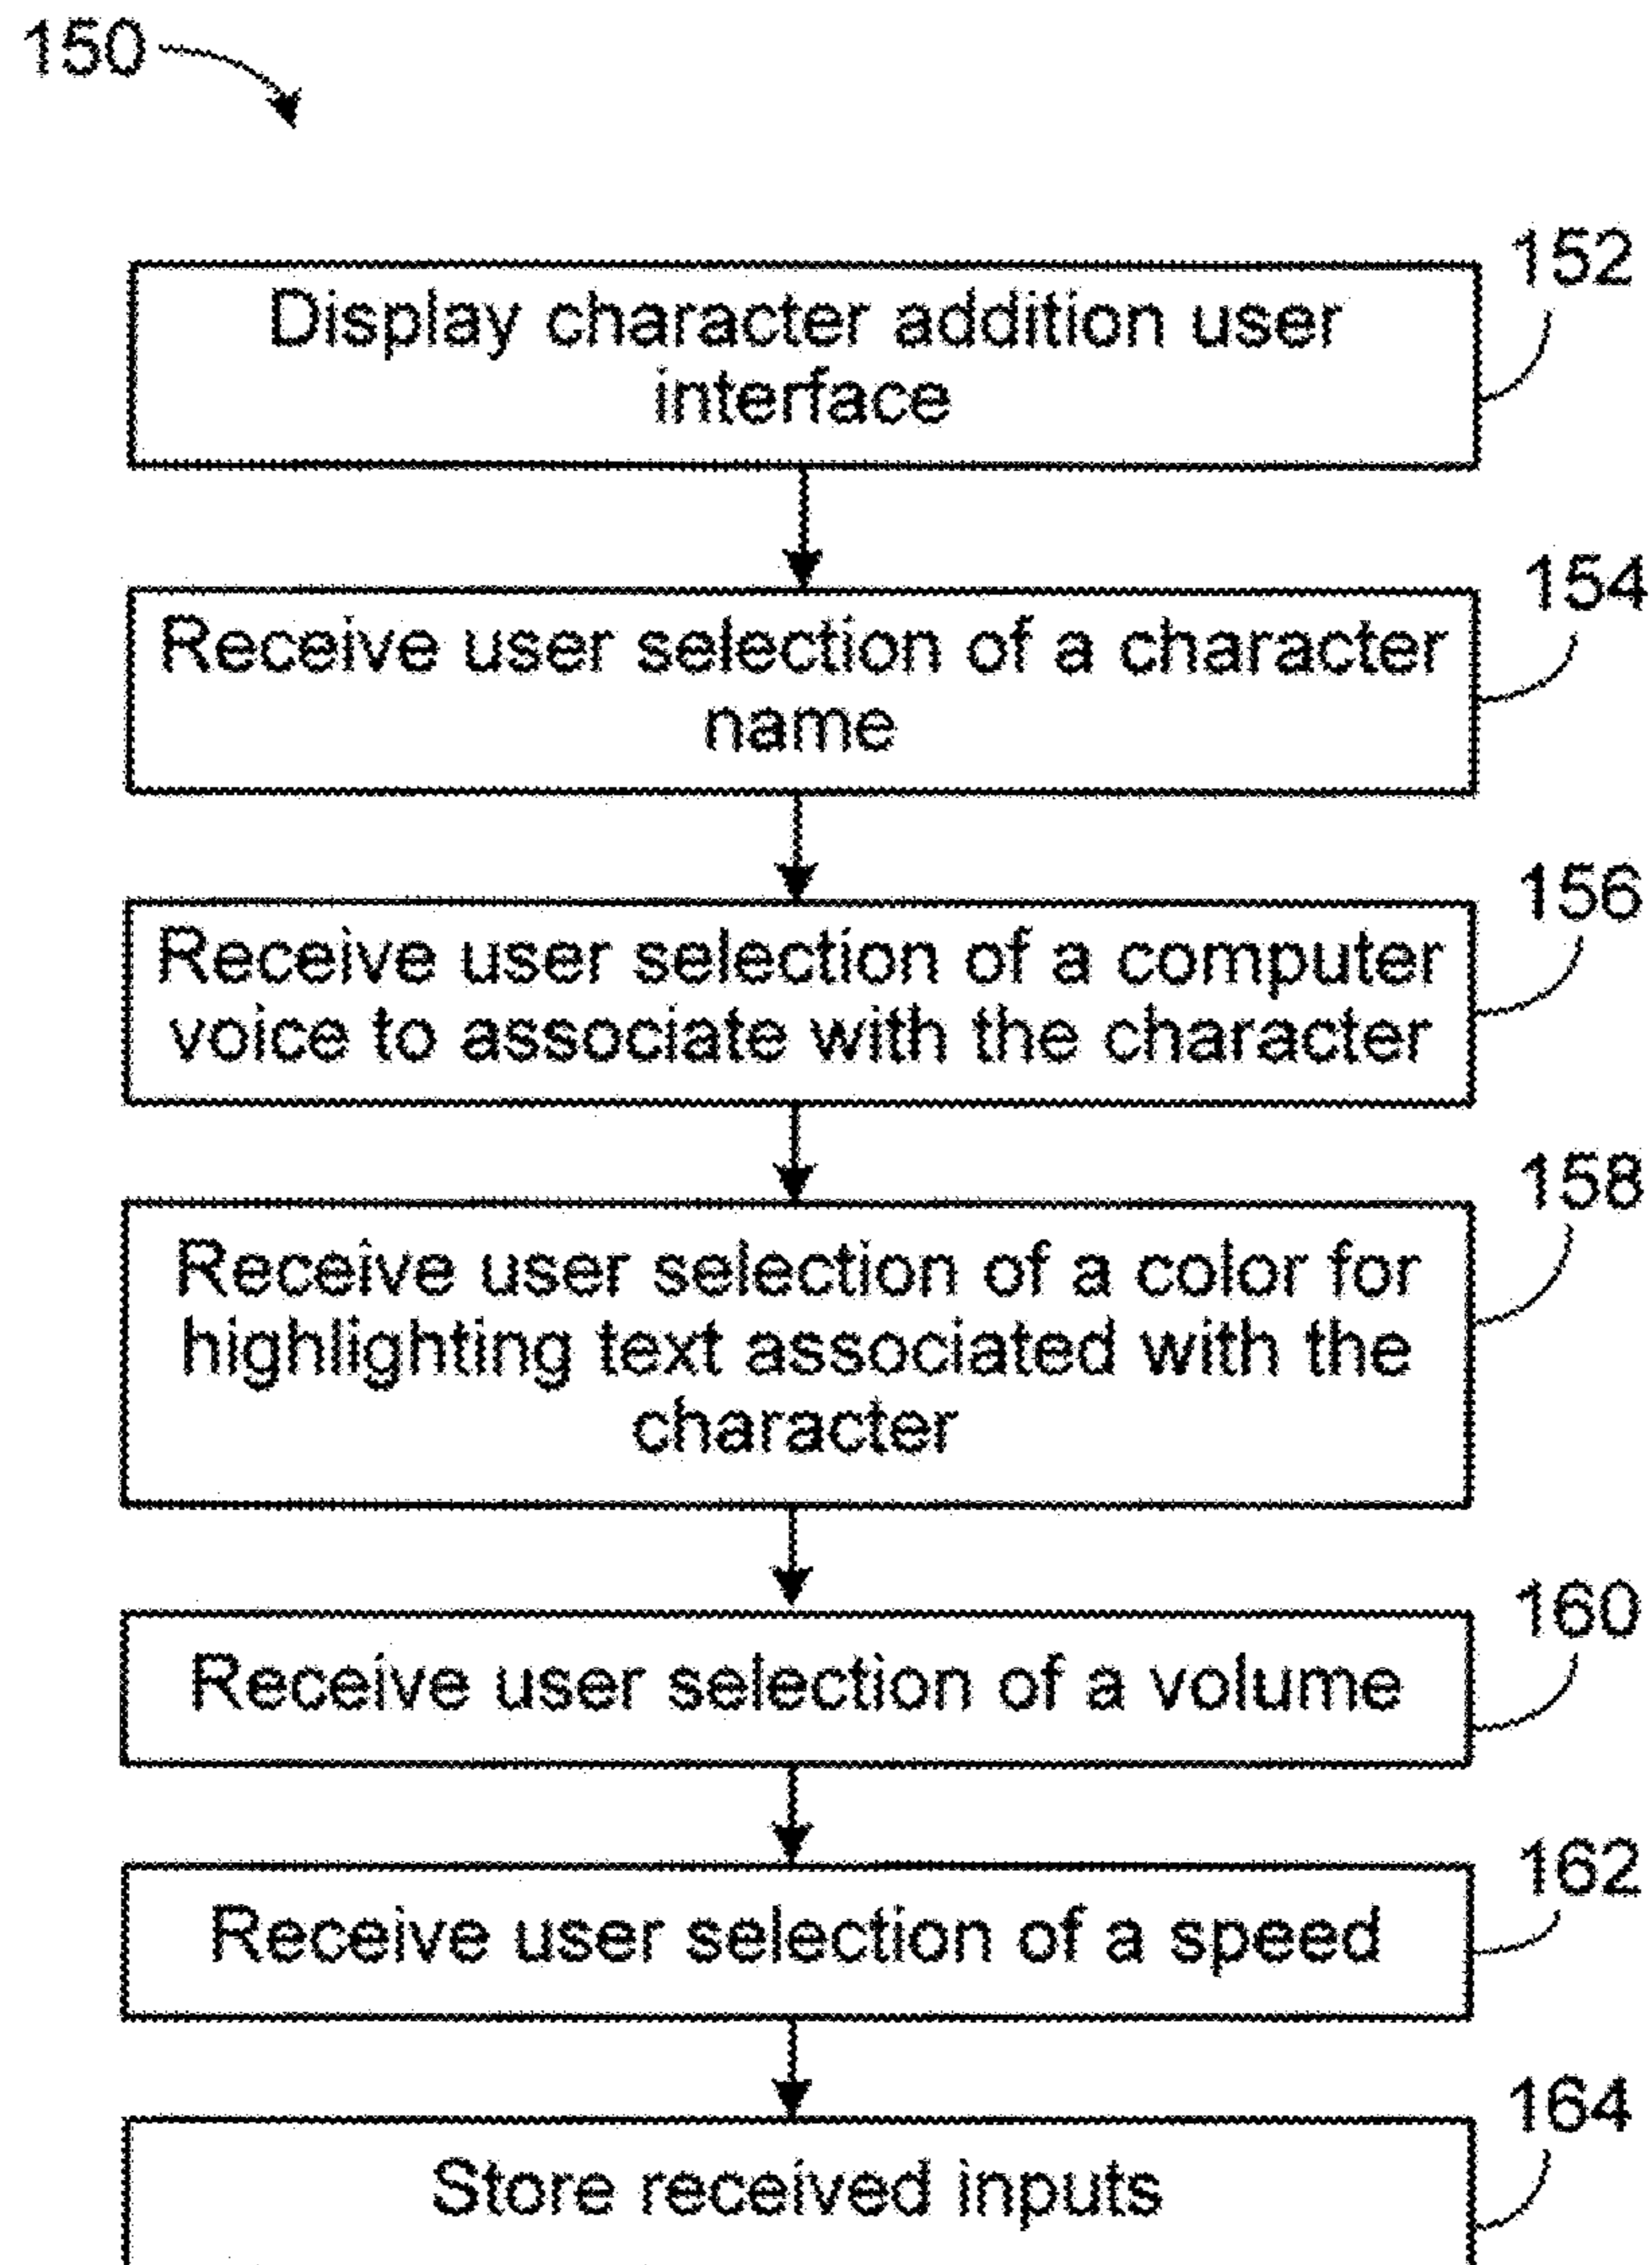 150
152
Display character addition user
interface
154
Receive user selection of a character
name
156
Receive user selection of a computer
voice to associate with the character
158
Receive user selection of a color for
highlighting text associated with the
character
160
Receive user selection of a volume
162
Receive user selection of a speed
164
Store received inputs